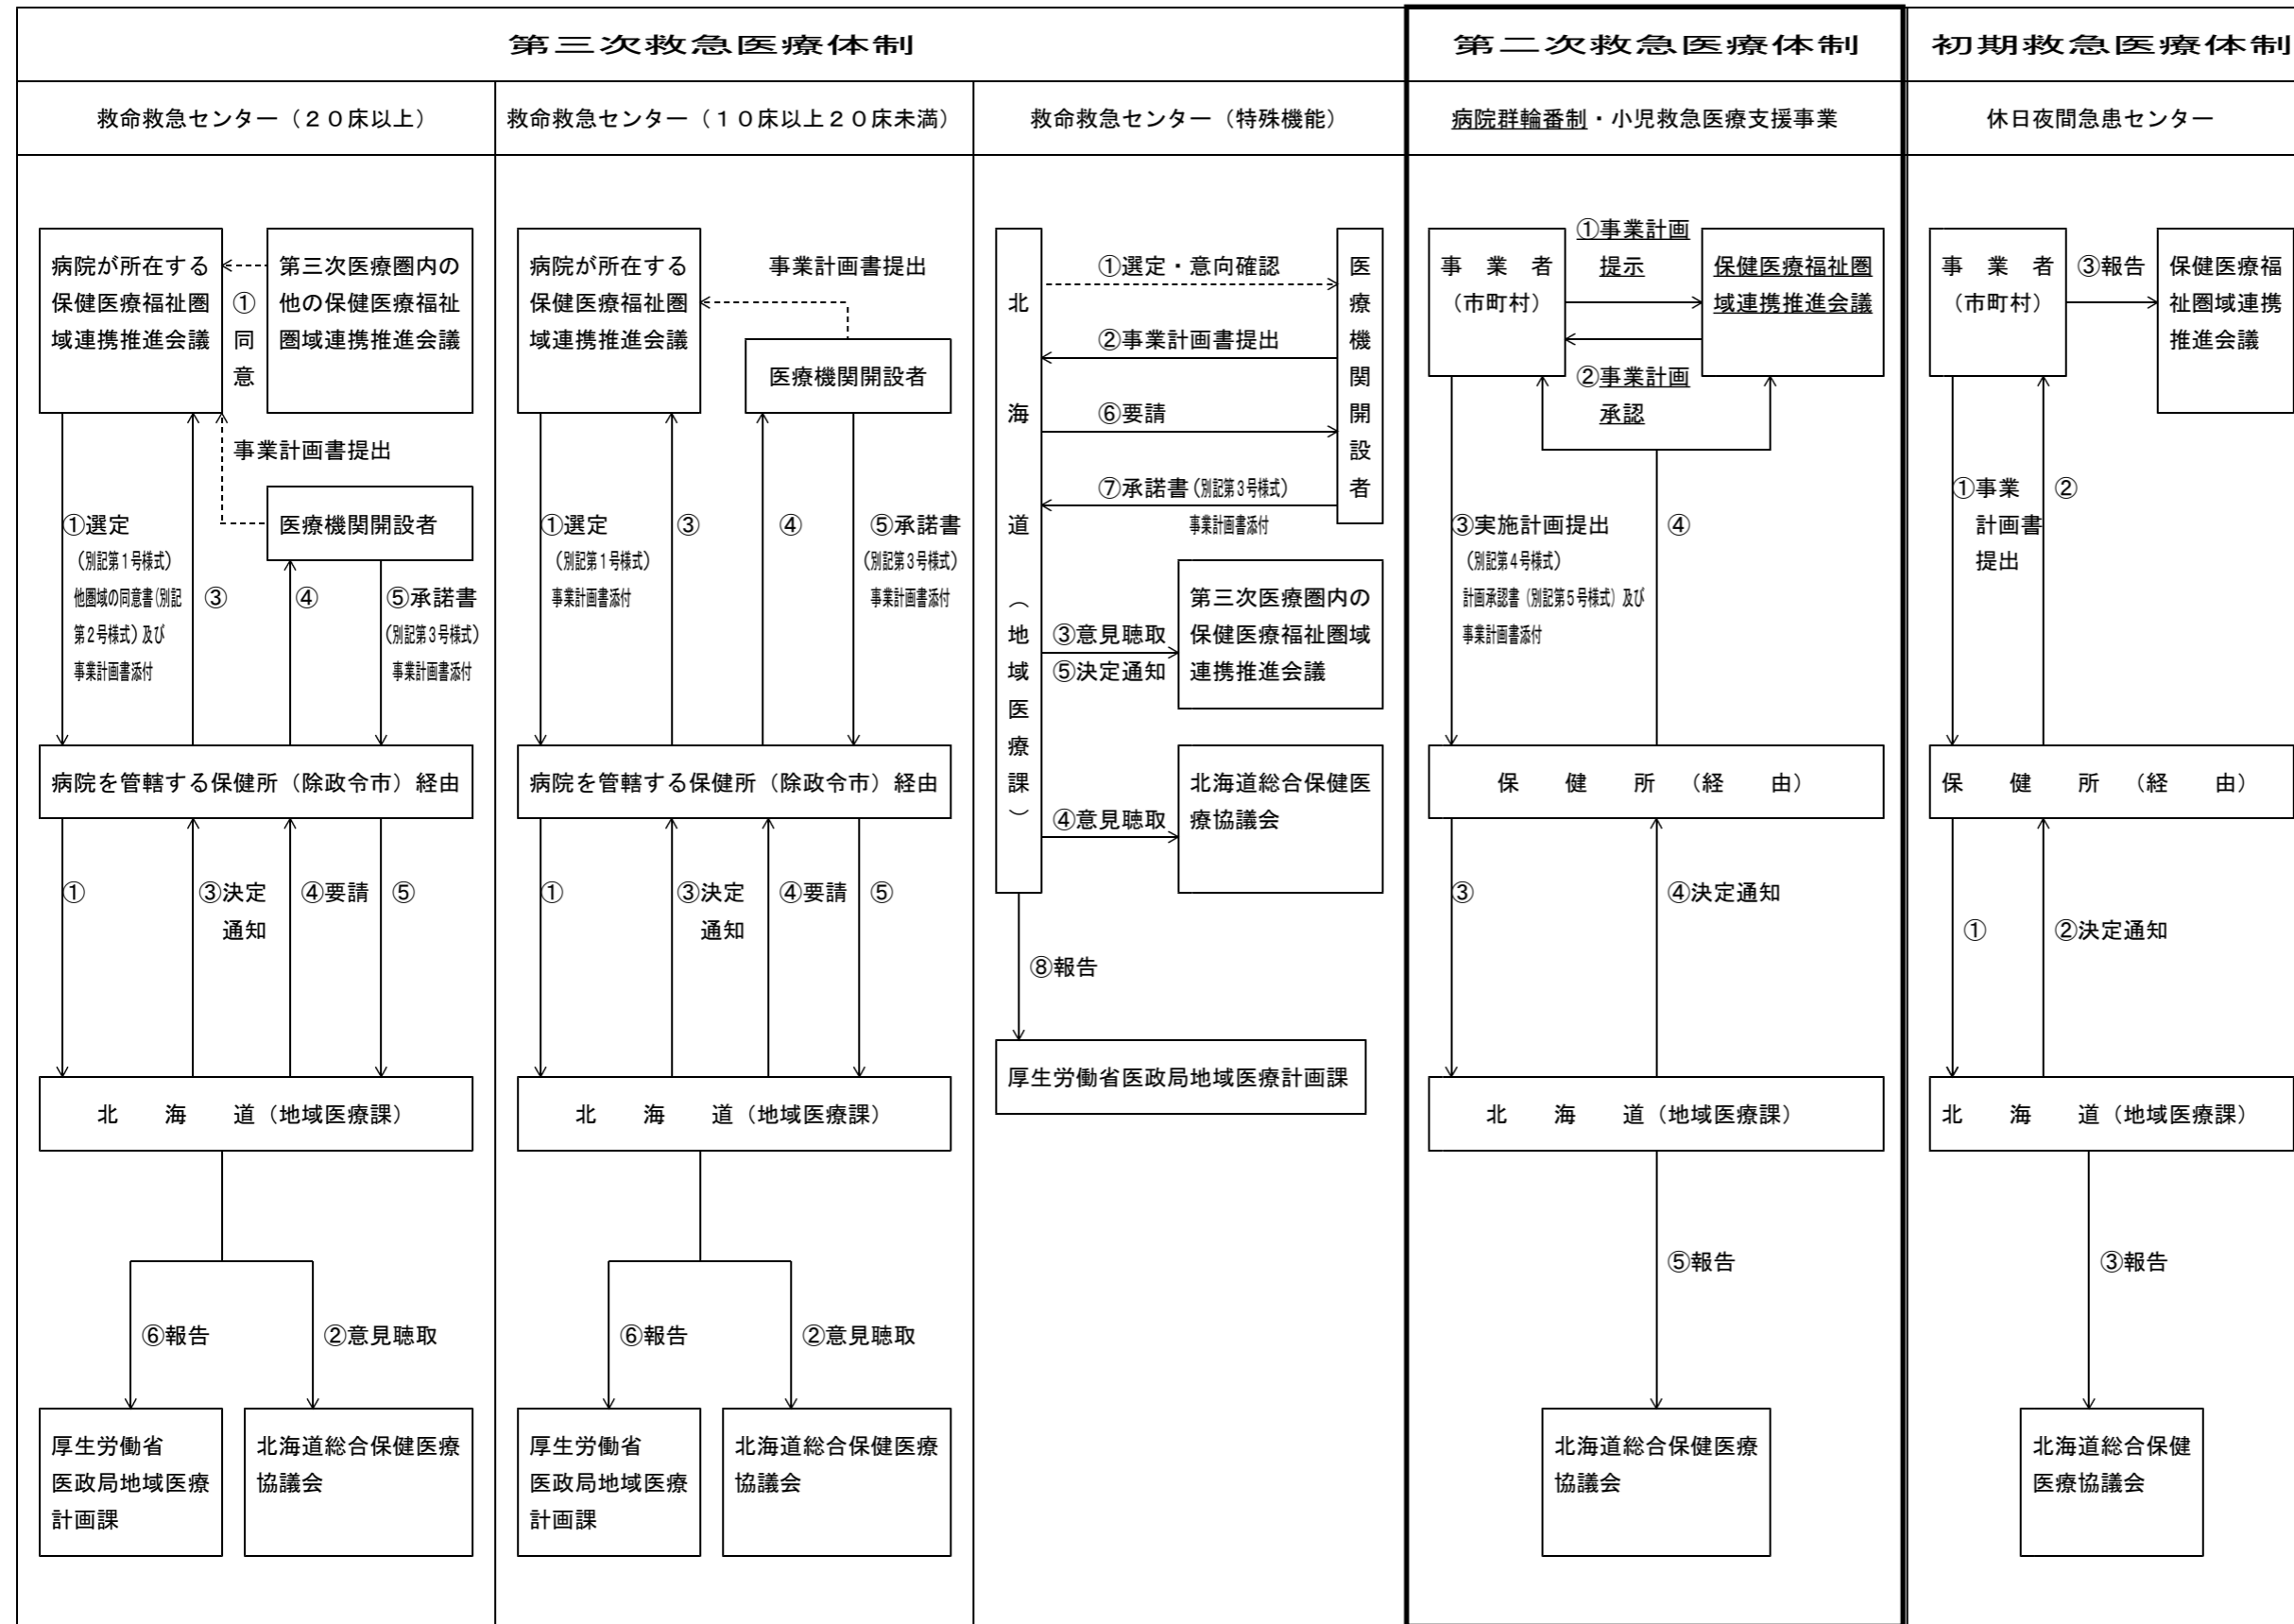 第三次救急医療体制
第二次救急医療体制
初期救急医療体制
救命救急センター（２０床以上）
救命救急センター（１０床以上２０床未満）
救命救急センター（特殊機能）
病院群輪番制・小児救急医療支援事業
休日夜間急患センター
病院が所在する
保健医療福祉圏
域連携推進会議
①
同
意
第三次医療圏内の
他の保健医療福祉
圏域連携推進会議
事業計画書提出
医療機関開設者
①選定
（別記第１号様式）
他圏域の同意書（別記
第２号様式）及び
事業計画書添付
③
④
⑤承諾書
（別記第３号様式）
事業計画書添付
病院を管轄する保健所（除政令市）経由
①
③決定
通知
④要請
⑤
北　海　道（地域医療課）
⑥報告
②意見聴取
厚生労働省
医政局地域医療
計画課
北海道総合保健医療
協議会
病院が所在する
保健医療福祉圏
域連携推進会議
事業計画書提出
医療機関開設者
①選定
（別記第１号様式）
事業計画書添付
③
④
⑤承諾書
（別記第３号様式）
事業計画書添付
病院を管轄する保健所（除政令市）経由
①
③決定
通知
④要請
⑤
北　海　道（地域医療課）
⑥報告
②意見聴取
厚生労働省
医政局地域医療
計画課
北海道総合保健医療
協議会
北海道（地域医療課）
①選定・意向確認
②事業計画書提出
⑥要請
⑦承諾書（別記第３号様式）
事業計画書添付
医療機関開設者
③意見聴取
⑤決定通知
第三次医療圏内の
保健医療福祉圏域
連携推進会議
④意見聴取
北海道総合保健医
療協議会
⑧報告
厚生労働省医政局地域医療計画課
事　業　者
（市町村）
①事業計画
提示
②事業計画
承認
保健医療福祉圏
域連携推進会議
③実施計画提出
（別記第４号様式）
計画承認書（別記第５号様式）及び
事業計画書添付
④
保　健　所　（経　由）
③
④決定通知
北　海　道（地域医療課）
⑤報告
北海道総合保健医療
協議会
事　業　者
（市町村）
③報告
保健医療福
祉圏域連携
推進会議
①事業
計画書
提出
②
保　健　所　（経　由）
①
②決定通知
北　海　道（地域医療課）
③報告
北海道総合保健
医療協議会